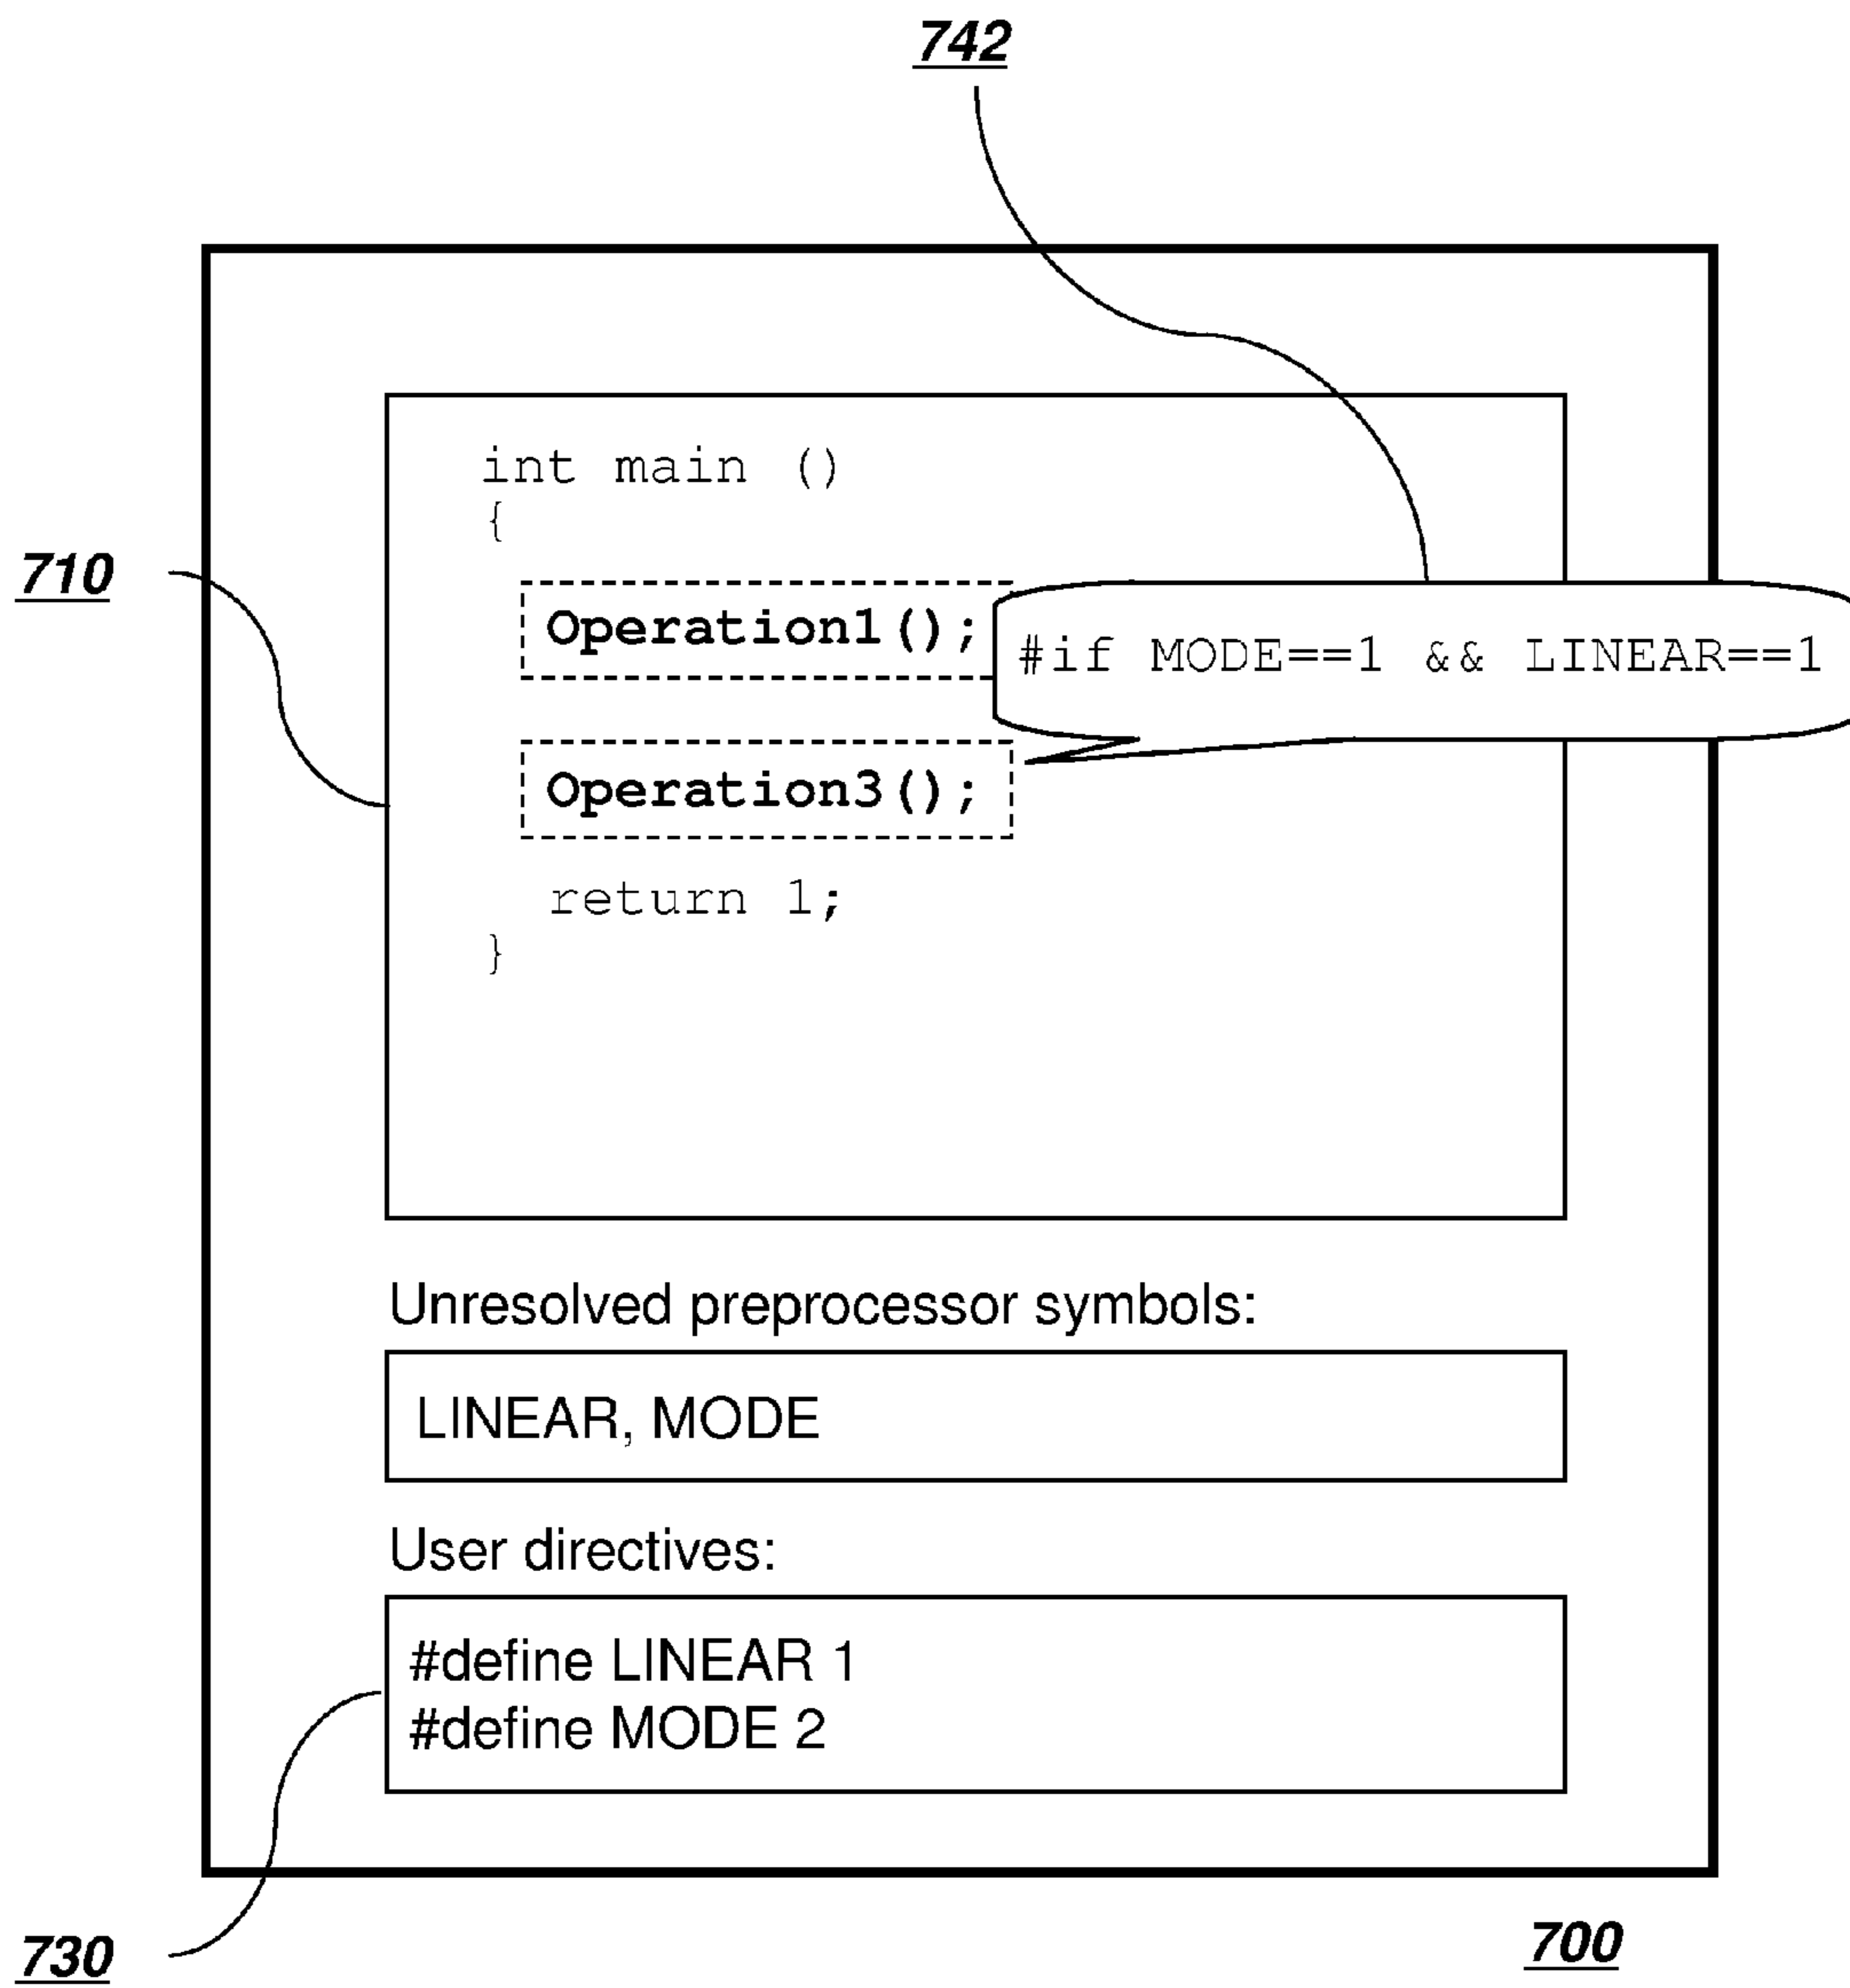 742
int main ()
{
710
Operation1();
#if MODE==1 && LINEAR==1
Operation3();
return 1;
}
Unresolved preprocessor symbols:
LINEAR, MODE
User directives:
#define LINEAR 1
#define MODE 2
730
700